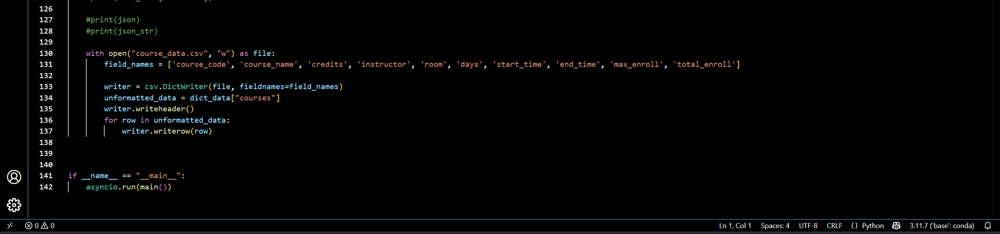 126
127 #print(json)
128 #print(json_str)
129
130 with open("course_data.csv", "w") as file:
131 field_names = ['course_code', 'course_name', 'credits', 'instructor', 'room', 'days', 'start_time', 'end_time', 'max_enroll', 'total_enroll']
132
133 writer = csv.DictWriter(file, fieldnames=field_names)
134 unformatted_data = dict_data["courses"]
135 writer.writeheader()
136 for row in unformatted_data:
137 writer.writerow(row)
138
139
140
141 if __name__ == "__main__":
142 asyncio.run(main())
0 0 Ln 1, Col 1 Spaces: 4 UTF-8 CRLF {} Python 3.11.7 ('base': conda)